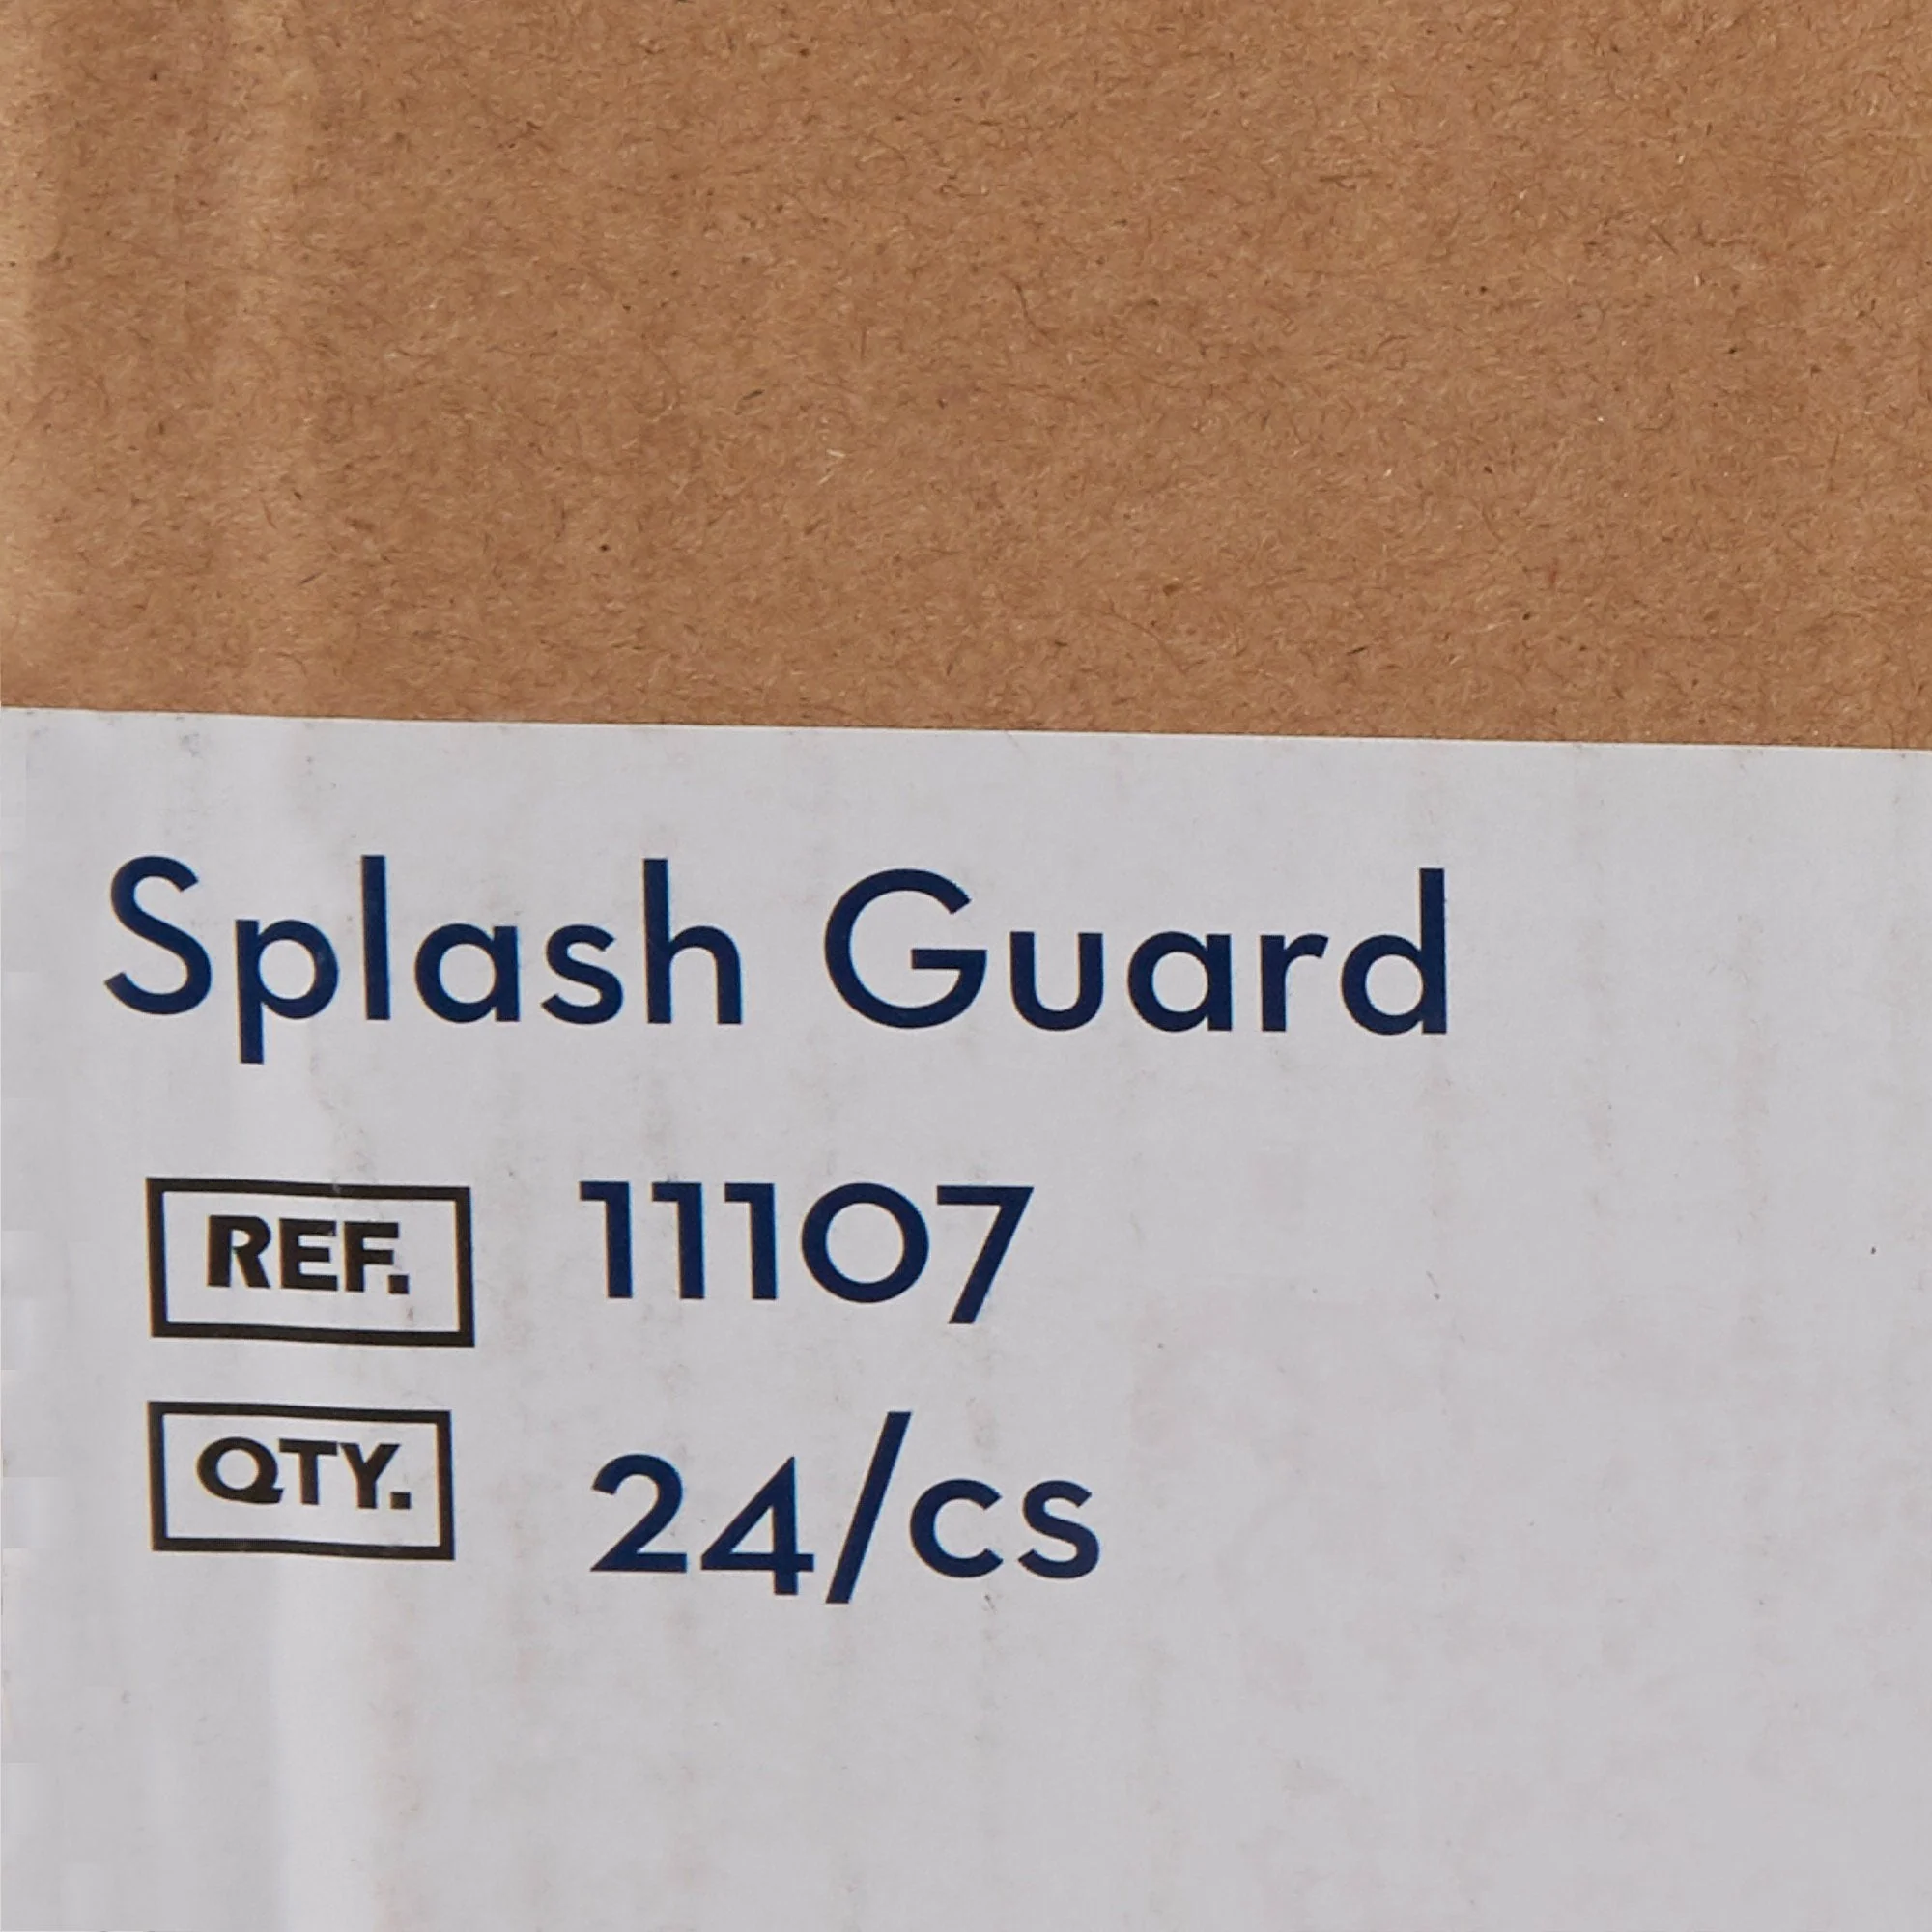 Splash Guard
REF. 11107
QTY. 24/cs